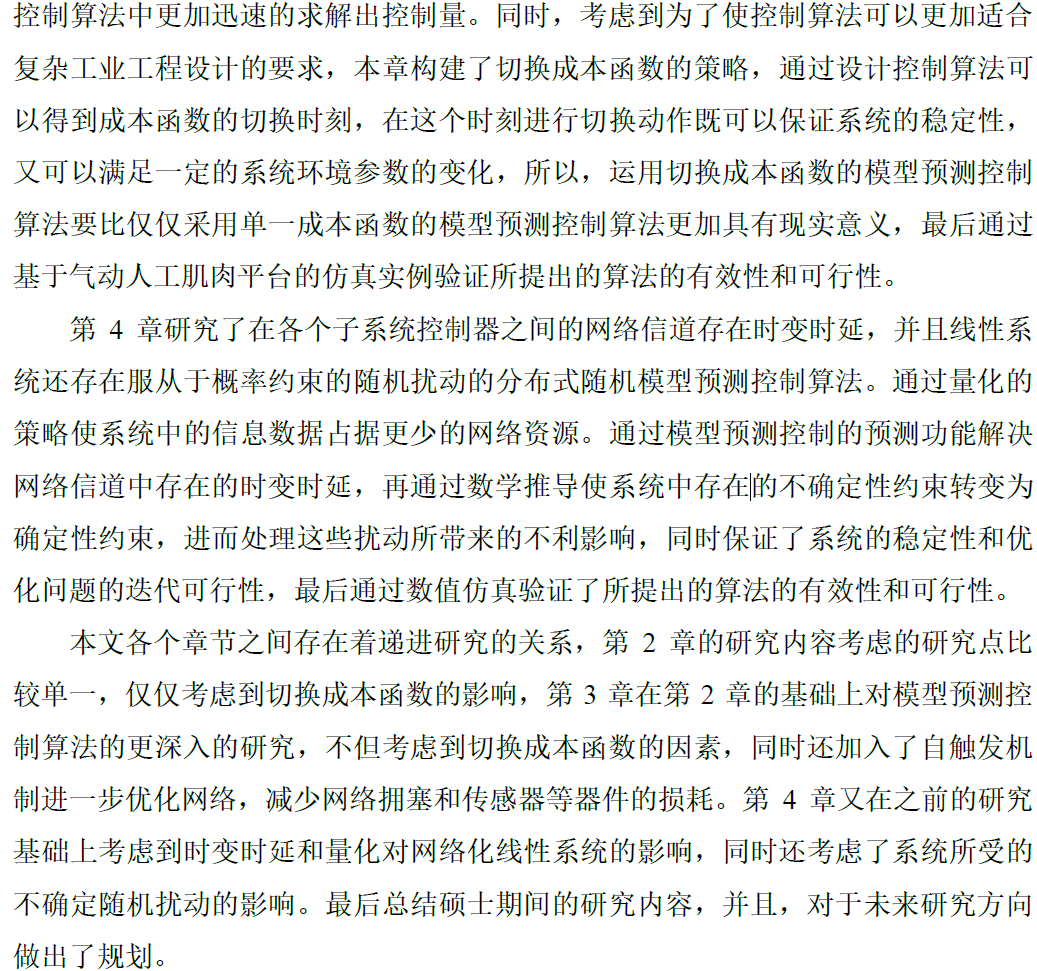 控制算法中更加迅速的求解出控制量。同时，考虑到为了使控制算法可以更加适合
复杂工业工程设计的要求，本章构建了切换成本函数的策略，通过设计控制算法可
以得到成本函数的切换时刻，在这个时刻进行切换动作既可以保证系统的稳定性，
又可以满足一定的系统环境参数的变化，所以，运用切换成本函数的模型预测控制
算法要比仅仅采用单一成本函数的模型预测控制算法更加具有现实意义，最后通过
基于气动人工肌肉平台的仿真实例验证所提出的算法的有效性和可行性。
第 4 章研究了在各个子系统控制器之间的网络信道存在时变时延，并且线性系
统还存在服从于概率约束的随机扰动的分布式随机模型预测控制算法。通过量化的
策略使系统中的信息数据占据更少的网络资源。通过模型预测控制的预测功能解决
网络信道中存在的时变时延，再通过数学推导使系统中存在的不确定性约束转变为
确定性约束，进而处理这些扰动所带来的不利影响，同时保证了系统的稳定性和优
化问题的迭代可行性，最后通过数值仿真验证了所提出的算法的有效性和可行性。
本文各个章节之间存在着递进研究的关系，第 2 章的研究内容考虑的研究点比
较单一，仅仅考虑到切换成本函数的影响，第 3 章在第 2 章的基础上对模型预测控
制算法的更深入的研究，不但考虑到切换成本函数的因素，同时还加入了自触发机
制进一步优化网络，减少网络拥塞和传感器等器件的损耗。第 4 章又在之前的研究
基础上考虑到时变时延和量化对网络化线性系统的影响，同时还考虑了系统所受的
不确定随机扰动的影响。最后总结硕士期间的研究内容，并且，对于未来研究方向
做出了规划。